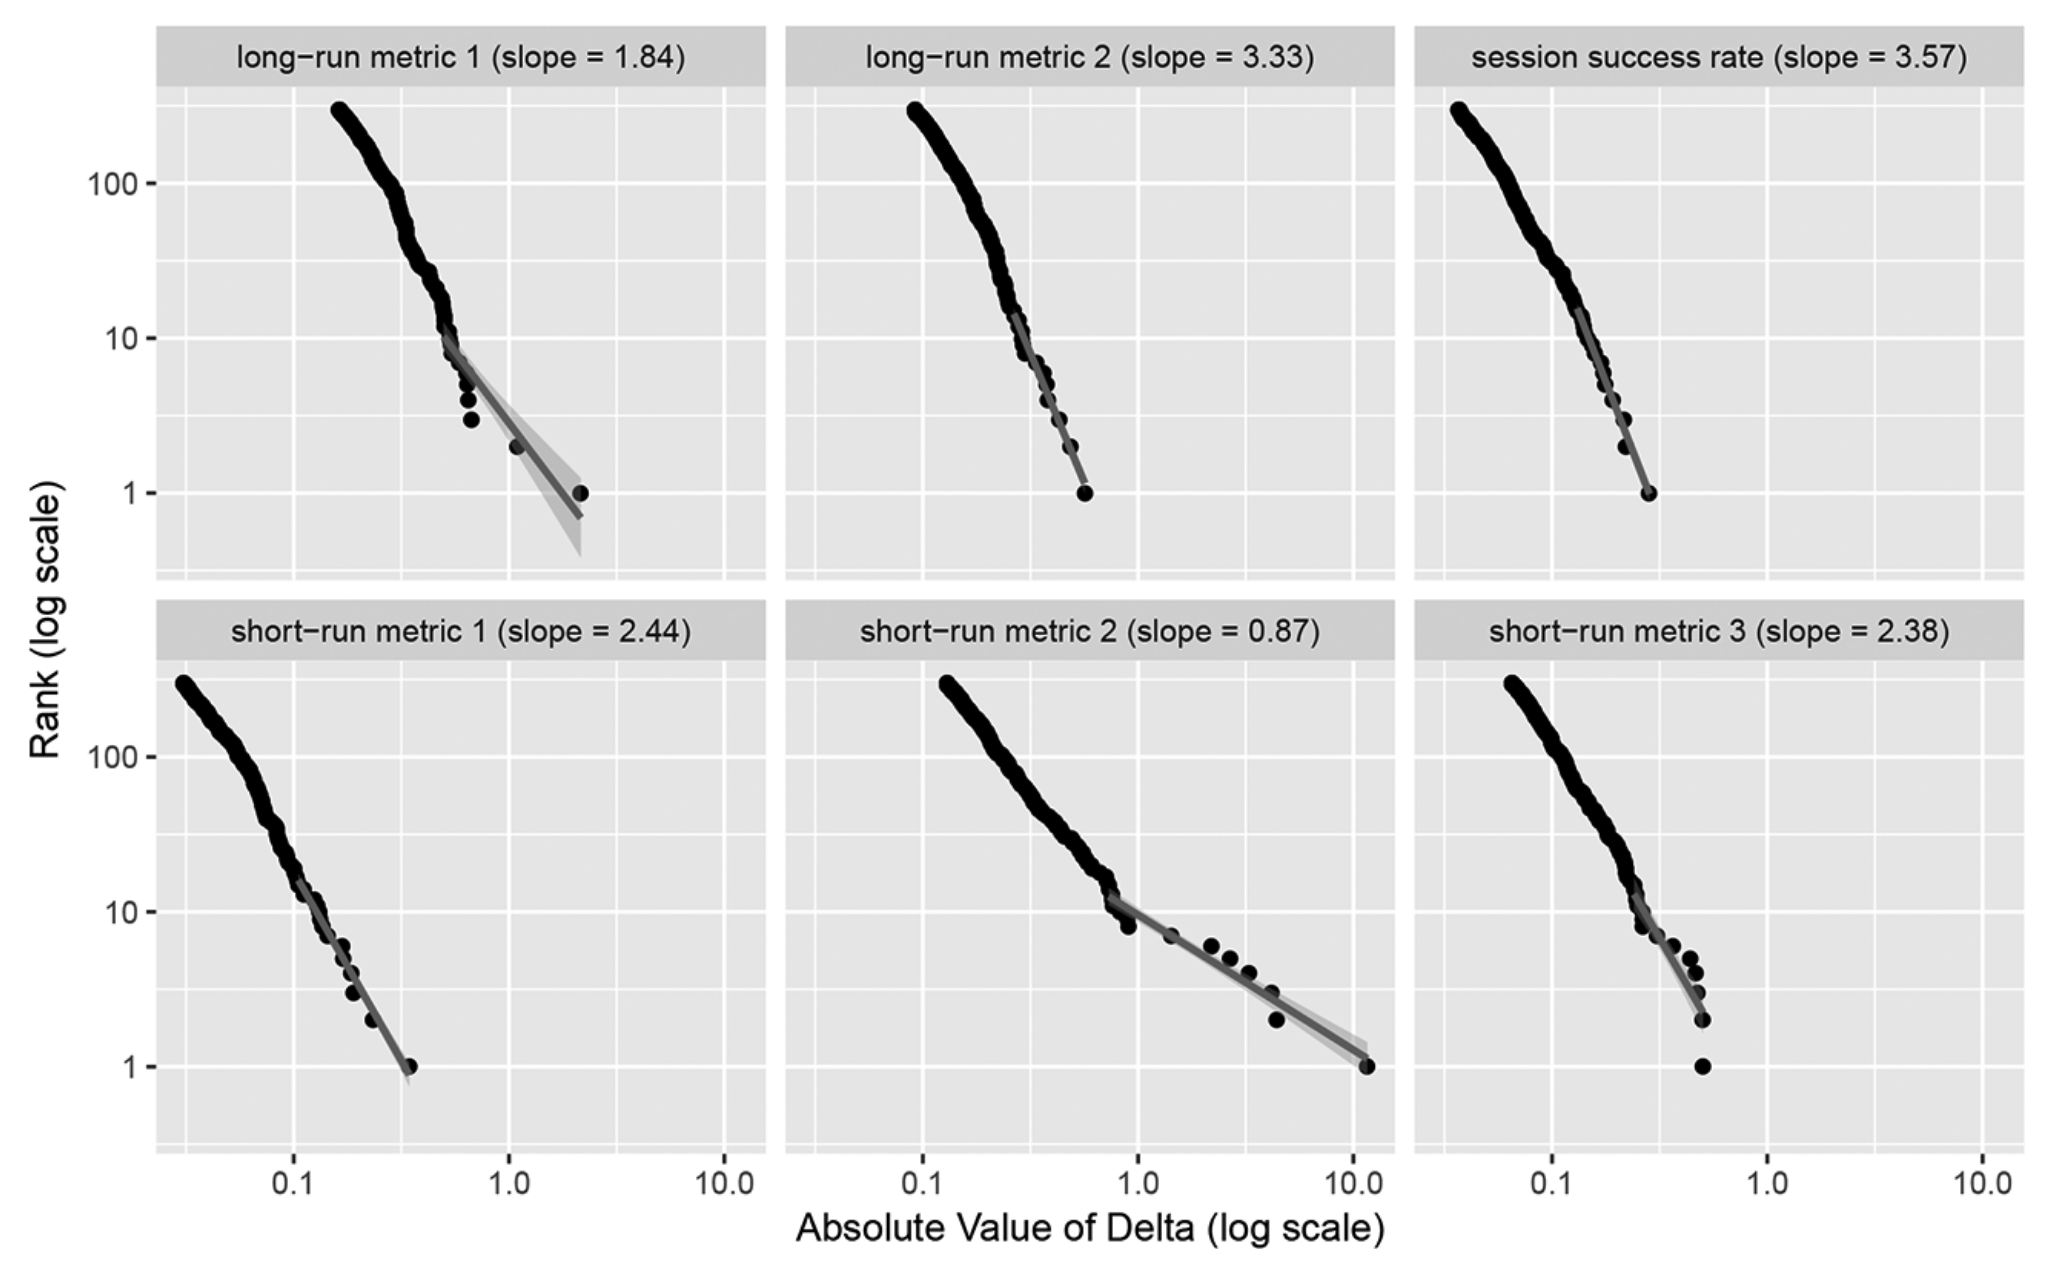 long−run metric 1 (slope = 1.84)
long−run metric 2 (slope = 3.33)
session success rate (slope = 3.57)
100
10
1
short−run metric 1 (slope = 2.44)
short−run metric 2 (slope = 0.87)
short−run metric 3 (slope = 2.38)
100
10
1
Rank (log scale)
0.1 1.0 10.0
0.1 1.0 10.0
0.1 1.0 10.0
Absolute Value of Delta (log scale)